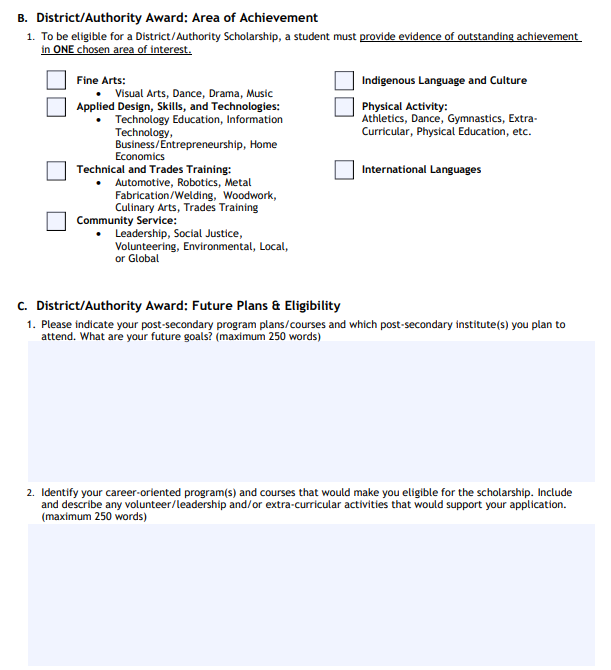 B. District/Authority Award: Area of Achievement
1. To be eligible for a District/Authority Scholarship, a student must provide evidence of outstanding achievement
in ONE chosen area of interest.
Fine Arts:
• Visual Arts, Dance, Drama, Music
Applied Design, Skills, and Technologies:
• Technology Education, Information
Technology,
Business/Entrepreneurship, Home
Economics
Technical and Trades Training:
• Automotive, Robotics, Metal
Fabrication/Welding, Woodwork,
Culinary Arts, Trades Training
Community Service:
• Leadership, Social Justice,
Volunteering, Environmental, Local,
or Global
Indigenous Language and Culture
Physical Activity:
Athletics, Dance, Gymnastics, Extra-
Curricular, Physical Education, etc.
International Languages
C. District/Authority Award: Future Plans & Eligibility
1. Please indicate your post-secondary program plans/courses and which post-secondary institute(s) you plan to
attend. What are your future goals? (maximum 250 words)
2. Identify your career-oriented program(s) and courses that would make you eligible for the scholarship. Include
and describe any volunteer/leadership and/or extra-curricular activities that would support your application.
(maximum 250 words)